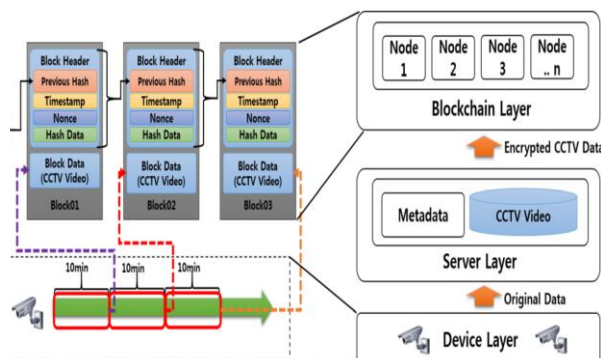 Block Header
Previous Hash
Timestamp
Nonce
Hash Data
Block Data
(CCTV Video)
Block01
Block Header
Previous Hash
Timestamp
Nonce
Hash Data
Block Data
(CCTV Video)
Block02
Block Header
Previous Hash
Timestamp
Nonce
Hash Data
Block Data
(CCTV Video)
Block03
10min
10min
10min
Node
1
Node
2
Node
3
Node
.. n
Blockchain Layer
Encrypted CCTV Data
Metadata
CCTV Video
Server Layer
Original Data
Device Layer